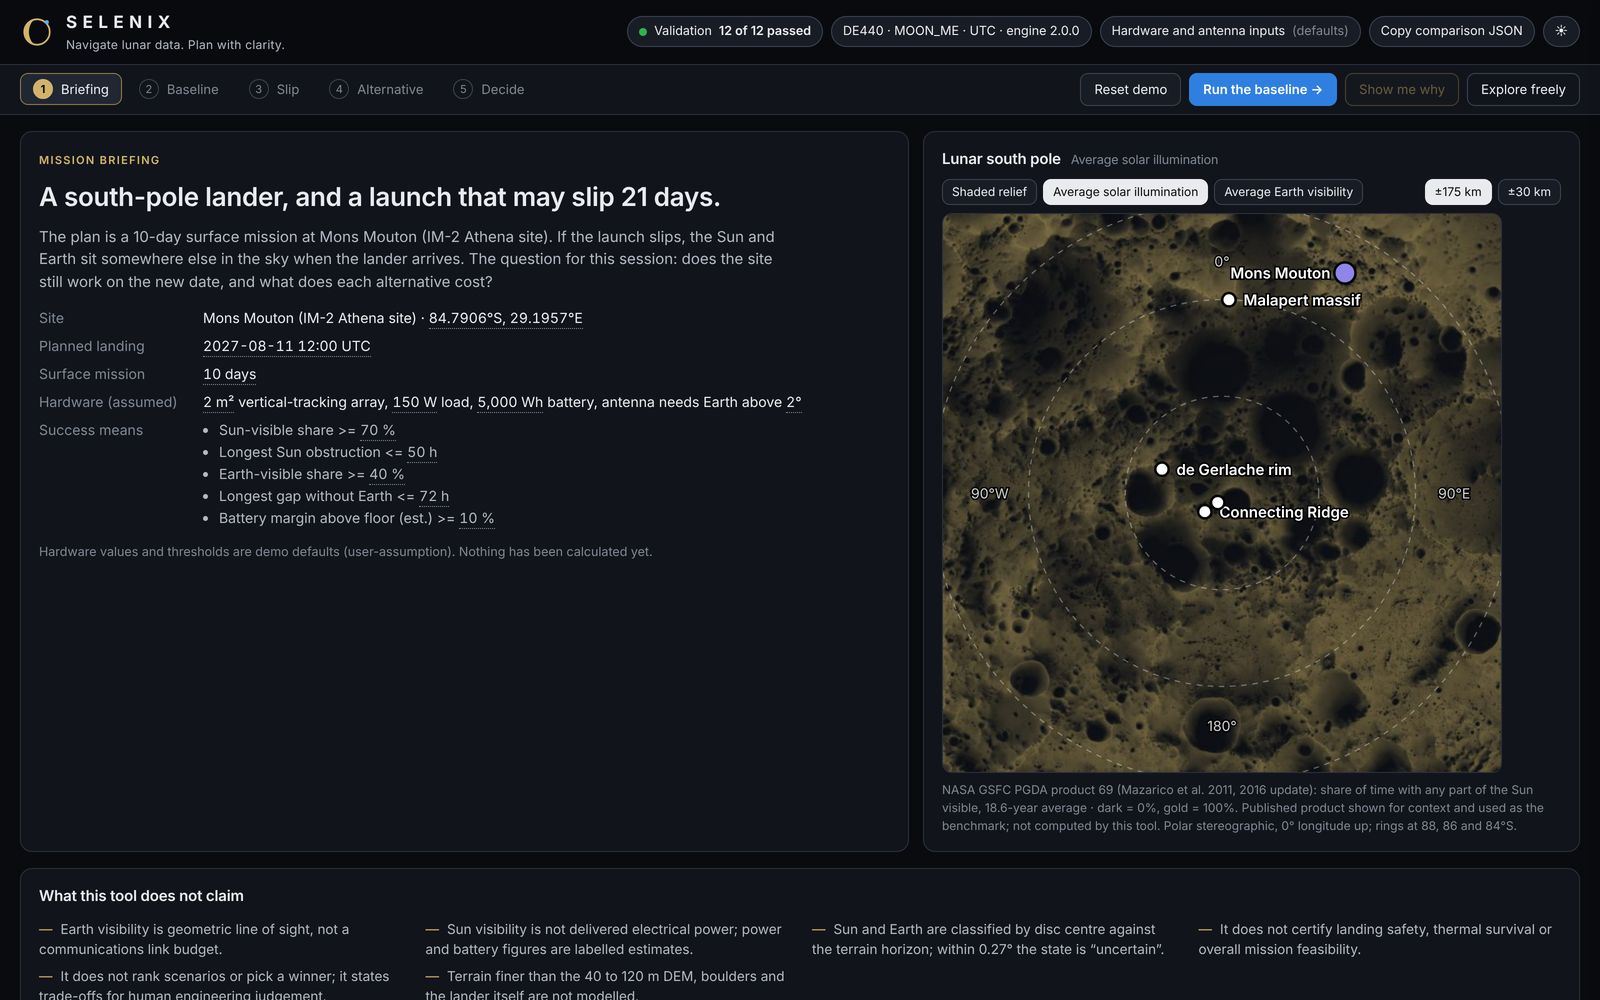 SELENIX
Navigate lunar data. Plan with clarity.
Validation 12 of 12 passed
DE440 · MOON_ME · UTC · engine 2.0.0
Hardware and antenna inputs (defaults)
Copy comparison JSON
1 Briefing
2 Baseline
3 Slip
4 Alternative
5 Decide
Reset demo
Run the baseline →
Show me why
Explore freely
MISSION BRIEFING
A south-pole lander, and a launch that may slip 21 days.
The plan is a 10-day surface mission at Mons Mouton (IM-2 Athena site). If the launch slips, the Sun and
Earth sit somewhere else in the sky when the lander arrives. The question for this session: does the site
still work on the new date, and what does each alternative cost?
Site Mons Mouton (IM-2 Athena site) · 84.7906°S, 29.1957°E
Planned landing 2027-08-11 12:00 UTC
Surface mission 10 days
Hardware (assumed) 2 m² vertical-tracking array, 150 W load, 5,000 Wh battery, antenna needs Earth above 2°
Success means • Sun-visible share >= 70 %
• Longest Sun obstruction <= 50 h
• Earth-visible share >= 40 %
• Longest gap without Earth <= 72 h
• Battery margin above floor (est.) >= 10 %
Hardware values and thresholds are demo defaults (user-assumption). Nothing has been calculated yet.
Lunar south pole Average solar illumination
Shaded relief
Average solar illumination
Average Earth visibility
±175 km
±30 km
0°
Mons Mouton
Malapert massif
de Gerlache rim
90°W
90°E
Connecting Ridge
180°
NASA GSFC PGDA product 69 (Mazarico et al. 2011, 2016 update): share of time with any part of the Sun
visible, 18.6-year average · dark = 0%, gold = 100%. Published product shown for context and used as the
benchmark; not computed by this tool. Polar stereographic, 0° longitude up; rings at 88, 86 and 84°S.
What this tool does not claim
— Earth visibility is geometric line of sight, not a
communications link budget.
— Sun visibility is not delivered electrical power; power
and battery figures are labelled estimates.
— Sun and Earth are classified by disc centre against
the terrain horizon; within 0.27° the state is “uncertain”.
— It does not certify landing safety, thermal survival or
overall mission feasibility.
— It does not rank scenarios or pick a winner; it states
trade-offs for human engineering judgement.
— Terrain finer than the 40 to 120 m DEM, boulders and
the lander itself are not modelled.